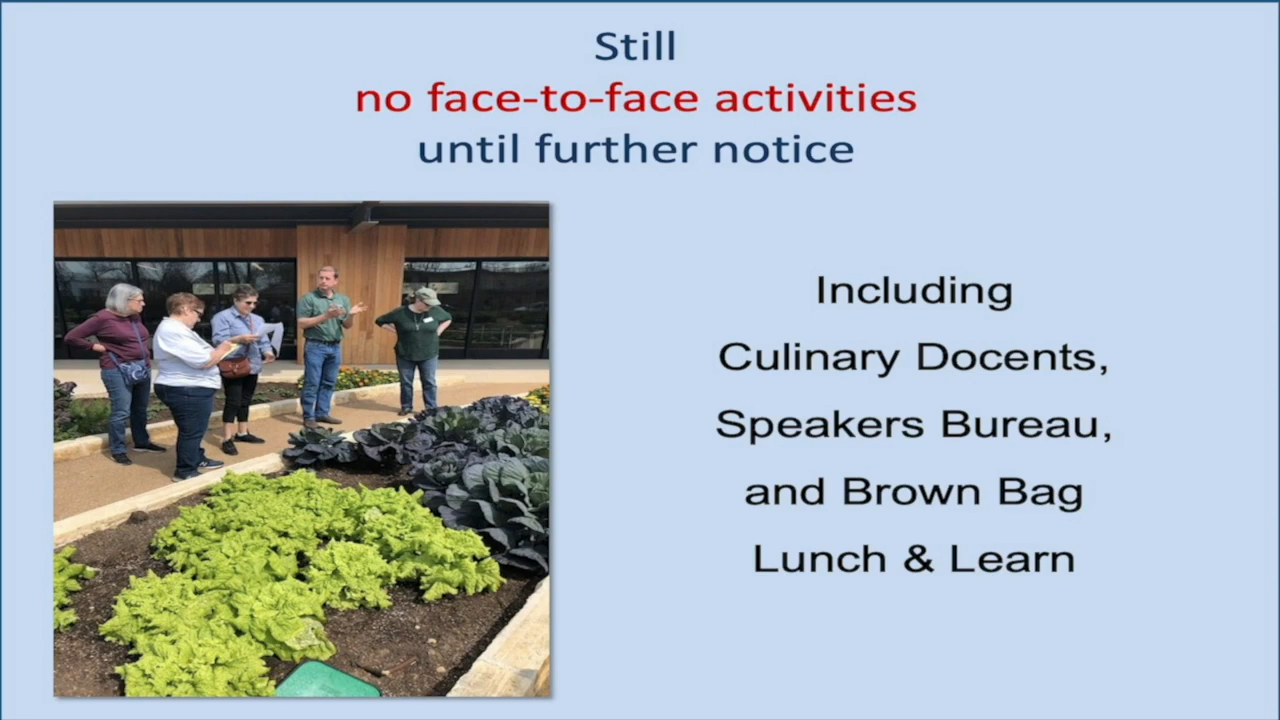 Still
no face-to-face activities
until further notice
Including
Culinary Docents,
Speakers Bureau,
and Brown Bag
Lunch & Learn